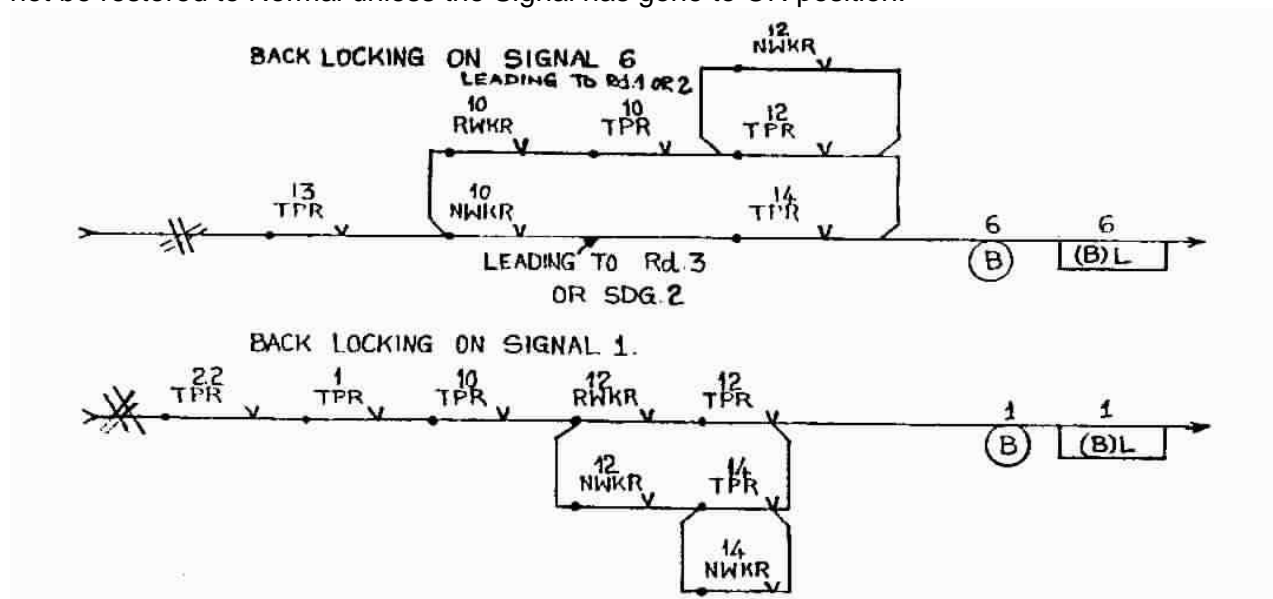 not be restored to Normal unless the Signal has gone to ON position.
BACK LOCKING ON SIGNAL 6
LEADING TO Rd.1 OR 2
12
NWKR
10
RWKR
10
TPR
12
TPR
13
TPR
10
NWKR
14
TPR
6
B
6
(B)L
LEADING TO Rd.3
OR SDG.2
BACK LOCKING ON SIGNAL 1.
22
TPR
1
TPR
10
TPR
12
RWKR
12
TPR
1
B
1
(B)L
12
NWKR
14
TPR
14
NWKR